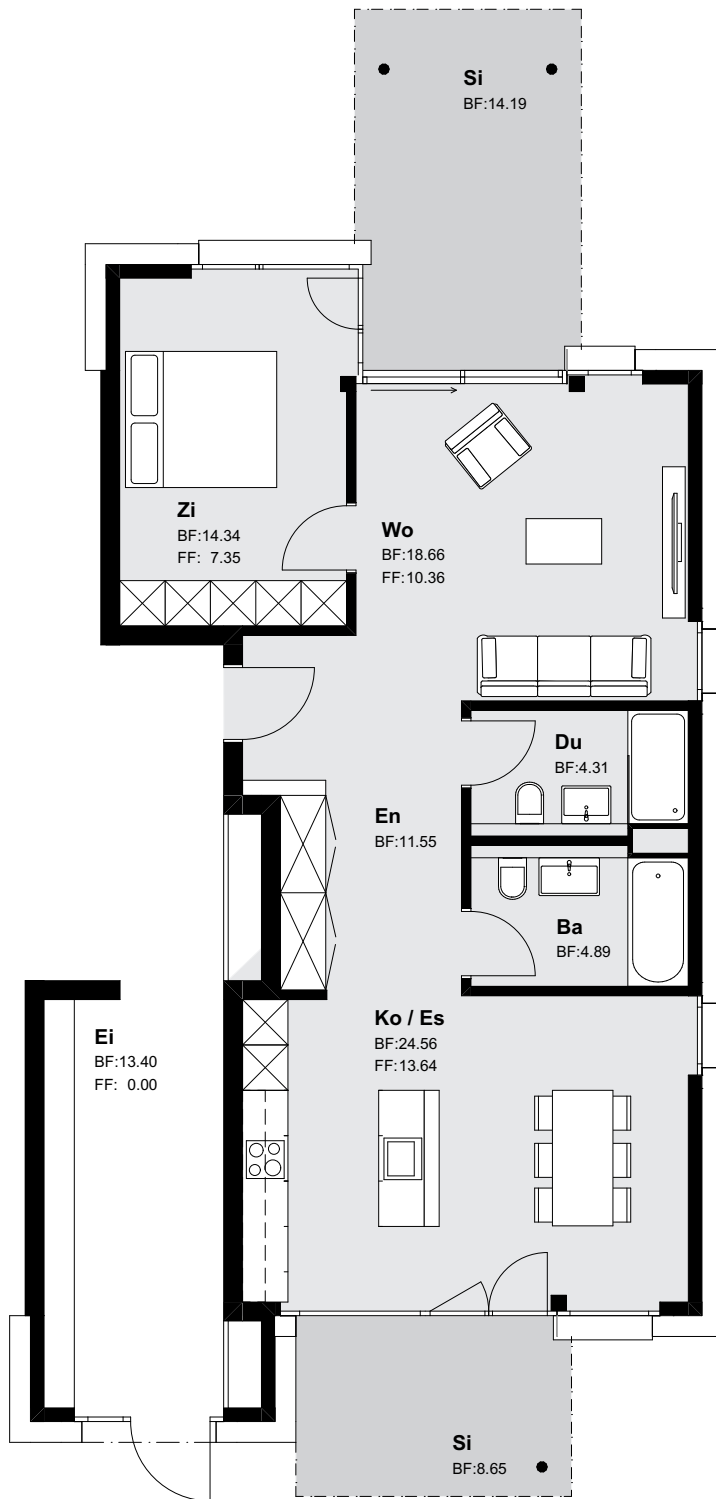 Si
BF:14.19
Zi
BF:14.34
FF: 7.35
Wo
BF:18.66
FF:10.36
Du
BF:4.31
En
BF:11.55
Ba
BF:4.89
Ko / Es
BF:24.56
FF:13.64
Ei
BF:13.40
FF: 0.00
Si
BF:8.65